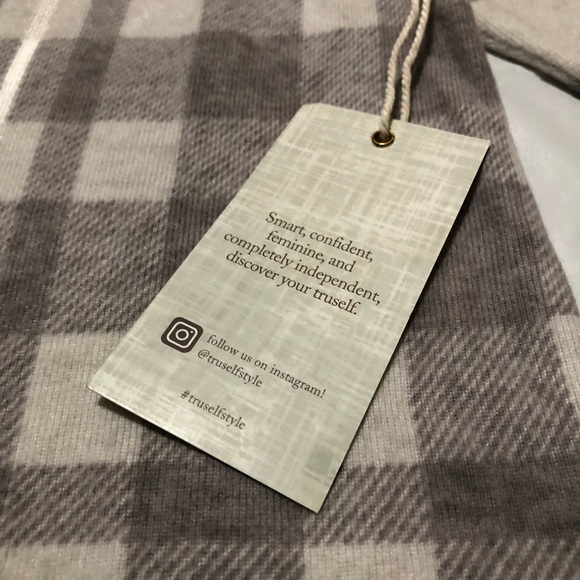 Smart, confident,
feminine, and
completely independent,
discover your truself.
follow us on instagram!
@truselfstyle
#truselfstyle